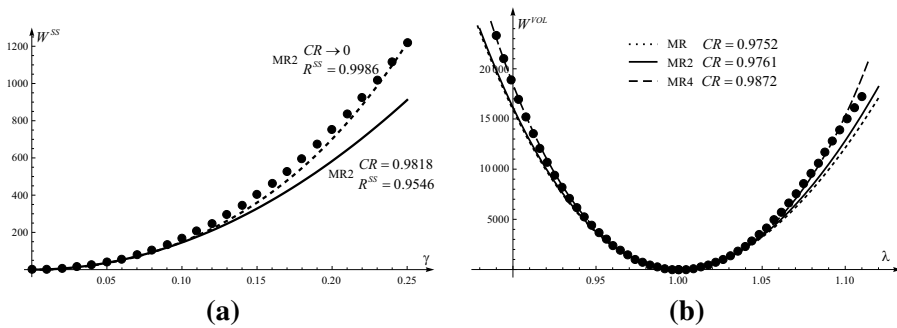 W^{SS}
1200
1000
800
600
400
200
0.05 0.10 0.15 0.20 0.25
γ
MR2 CR → 0
R^{SS} = 0.9986
MR2 CR = 0.9818
R^{SS} = 0.9546
(a)
W^{VOL}
20000
15000
10000
5000
0.95 1.00 1.05 1.10
λ
MR CR = 0.9752
MR2 CR = 0.9761
MR4 CR = 0.9872
(b)